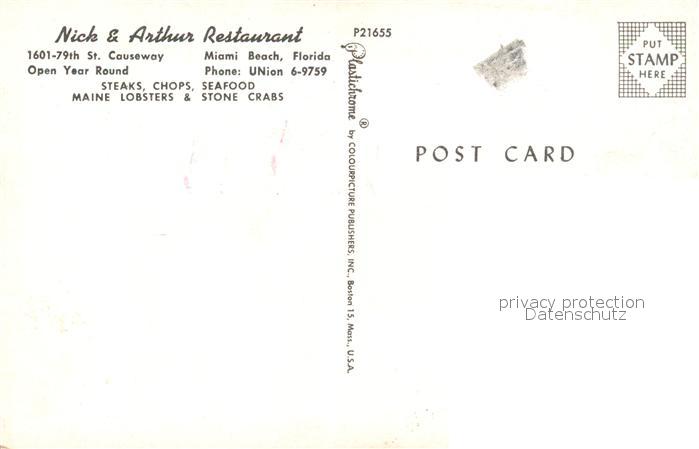 Nick & Arthur Restaurant
1601-79th St. Causeway Miami Beach, Florida
Open Year Round Phone: UNion 6-9759
STEAKS, CHOPS, SEAFOOD
MAINE LOBSTERS & STONE CRABS
P21655
Plastichrome ® by COLOURPICTURE PUBLISHERS, INC., Boston 15, Mass., U.S.A.
PUT
STAMP
HERE
POST CARD
privacy protection
Datenschutz